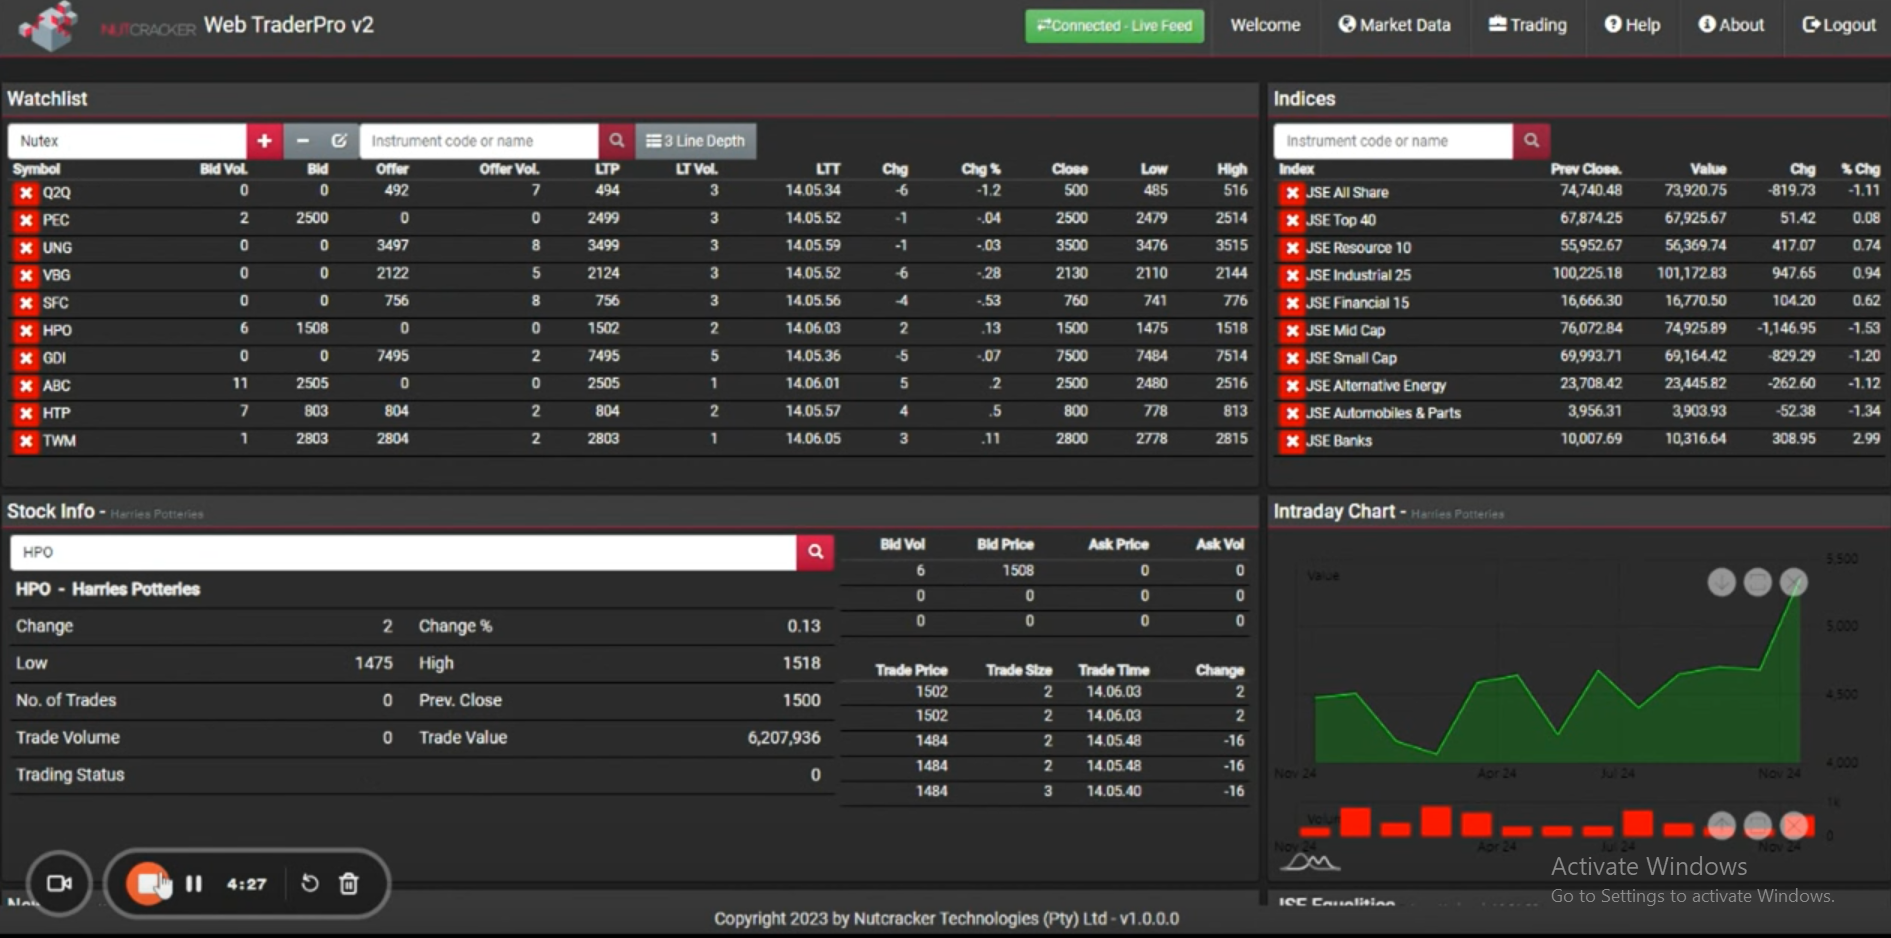 NUTCRACKER Web TraderPro v2
Connected - Live Feed Welcome Market Data Trading Help About Logout
Watchlist
Nutex Instrument code or name 3 Line Depth
Symbol Bid Vol. Bid Offer Offer Vol. LTP LT Vol. LTT Chg Chg % Close Low High
Q2Q 0 0 492 7 494 3 14.05.34 -6 -1.2 500 485 516
PEC 2 2500 0 0 2499 3 14.05.52 -1 -.04 2500 2479 2514
UNG 0 0 3497 8 3499 3 14.05.59 -1 -.03 3500 3476 3515
VBG 0 0 2122 5 2124 3 14.05.52 -6 -.28 2130 2110 2144
SFC 0 0 756 8 756 3 14.05.56 -4 -.53 760 741 776
HPO 6 1508 0 0 1502 2 14.06.03 2 .13 1500 1475 1518
GDI 0 0 7495 2 7495 5 14.05.36 -5 -.07 7500 7484 7514
ABC 11 2505 0 0 2505 1 14.06.01 5 .2 2500 2480 2516
HTP 7 803 804 2 804 2 14.05.57 4 .5 800 778 813
TWM 1 2803 2804 2 2803 1 14.06.05 3 .11 2800 2778 2815
Indices
Instrument code or name
Index Prev Close. Value Chg % Chg
JSE All Share 74,740.48 73,920.75 -819.73 -1.11
JSE Top 40 67,874.25 67,925.67 51.42 0.08
JSE Resource 10 55,952.67 56,369.74 417.07 0.74
JSE Industrial 25 100,225.18 101,172.83 947.65 0.94
JSE Financial 15 16,666.30 16,770.50 104.20 0.62
JSE Mid Cap 76,072.84 74,925.89 -1,146.95 -1.53
JSE Small Cap 69,993.71 69,164.42 -829.29 -1.20
JSE Alternative Energy 23,708.42 23,445.82 -262.60 -1.12
JSE Automobiles & Parts 3,956.31 3,903.93 -52.38 -1.34
JSE Banks 10,007.69 10,316.64 308.95 2.99
Stock Info - Harries Potteries
HPO
HPO - Harries Potteries
Change 2 Change % 0.13
Low 1475 High 1518
No. of Trades 0 Prev. Close 1500
Trade Volume 0 Trade Value 6,207,936
Trading Status 0
Bid Vol Bid Price Ask Price Ask Vol
6 1508 0 0
0 0 0 0
0 0 0 0
Trade Price Trade Size Trade Time Change
1502 2 14.06.03 2
1502 2 14.06.03 2
1484 2 14.05.48 -16
1484 2 14.05.48 -16
1484 3 14.05.40 -16
Intraday Chart - Harries Potteries
Value
5,500
5,000
4,500
4,000
Nov 24 Apr 24 Jul 24 Nov 24
Volum
1k
0
Nov 24 Apr 24 Jul 24 Nov 24
4:27
Activate Windows
Go to Settings to activate Windows.
JSE Equalities
Copyright 2023 by Nutcracker Technologies (Pty) Ltd - v1.0.0.0